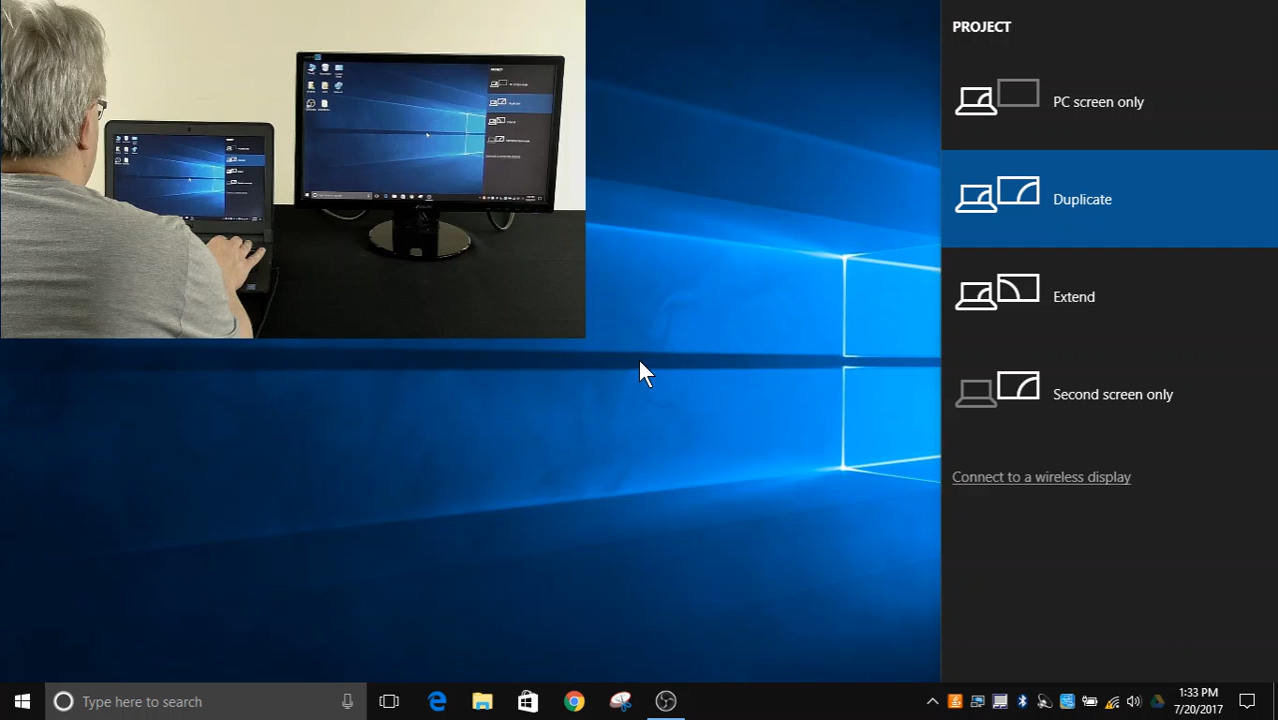 PROJECT
PC screen only
Duplicate
Extend
Second screen only
Connect to a wireless display
Type here to search
1:33 PM
7/20/2017